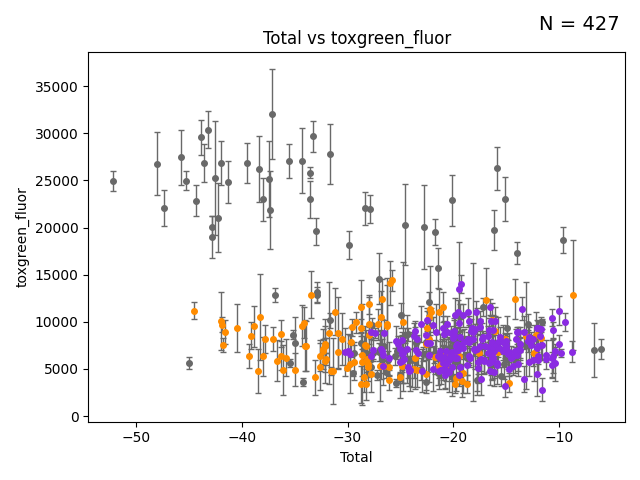 N = 427
Total vs toxgreen_fluor
35000
30000
25000
20000
15000
10000
5000
0
toxgreen_fluor
−50 −40 −30 −20 −10
Total